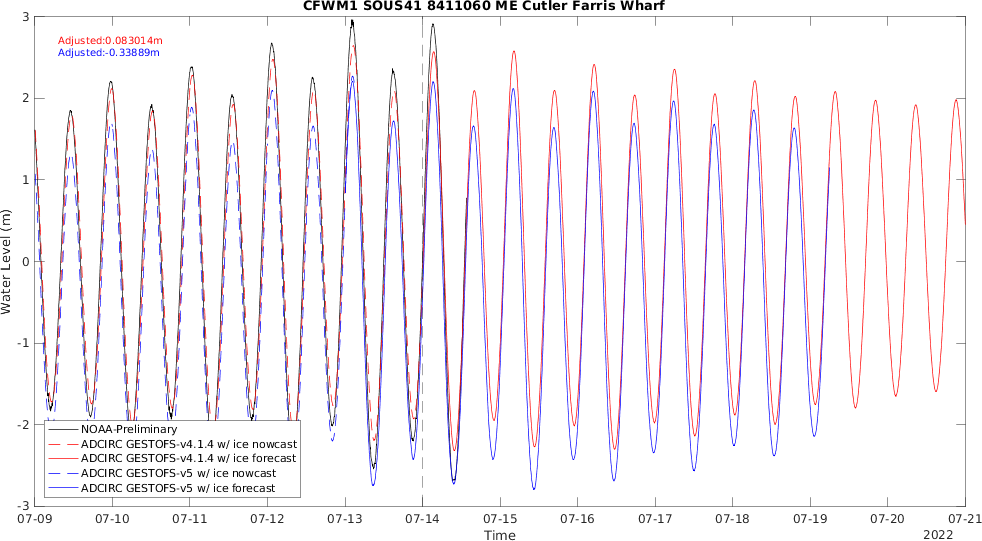 CFWM1 SOUS41 8411060 ME Cutler Farris Wharf
Adjusted:0.083014m
Adjusted:-0.33889m
Water Level (m)
3
2
1
0
-1
-2
-3
NOAA-Preliminary
ADCIRC GESTOFS-v4.1.4 w/ ice nowcast
ADCIRC GESTOFS-v4.1.4 w/ ice forecast
ADCIRC GESTOFS-v5 w/ ice nowcast
ADCIRC GESTOFS-v5 w/ ice forecast
07-09 07-10 07-11 07-12 07-13 07-14 07-15 07-16 07-17 07-18 07-19 07-20 07-21
Time
2022